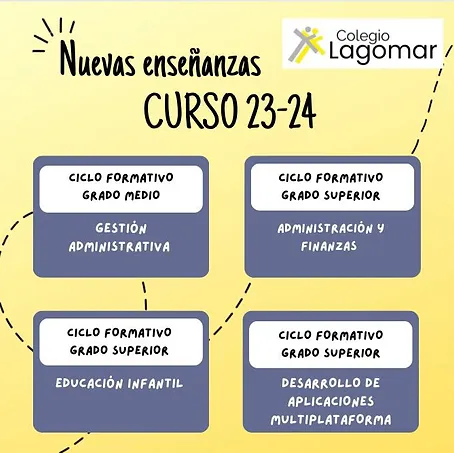 Nuevas enseñanzas
Colegio
Lagomar
CURSO 23-24
CICLO FORMATIVO
GRADO MEDIO
GESTIÓN
ADMINISTRATIVA
CICLO FORMATIVO
GRADO SUPERIOR
ADMINISTRACIÓN Y
FINANZAS
CICLO FORMATIVO
GRADO SUPERIOR
EDUCACIÓN INFANTIL
CICLO FORMATIVO
GRADO SUPERIOR
DESARROLLO DE
APLICACIONES
MULTIPLATAFORMA